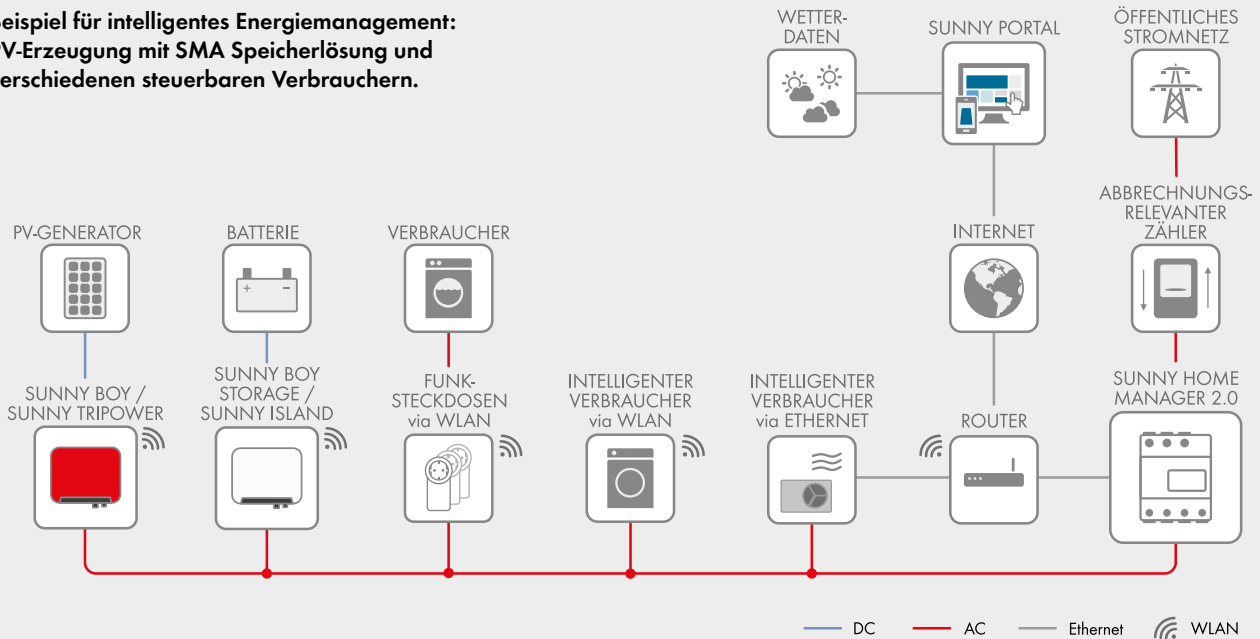 eispiel für intelligentes Energiemanagement:
V-Erzeugung mit SMA Speicherlösung und
erschiedenen steuerbaren Verbrauchern.
WETTER-
DATEN
SUNNY PORTAL
ÖFFENTLICHES
STROMNETZ
PV-GENERATOR
BATTERIE
VERBRAUCHER
INTERNET
ABBRECHNUNGS-
RELEVANTER
ZÄHLER
+ −
SUNNY BOY /
SUNNY TRIPOWER
SUNNY BOY
STORAGE /
SUNNY ISLAND
FUNK-
STECKDOSEN
via WLAN
INTELLIGENTER
VERBRAUCHER
via WLAN
INTELLIGENTER
VERBRAUCHER
via ETHERNET
ROUTER
SUNNY HOME
MANAGER 2.0
DC
AC
Ethernet
WLAN